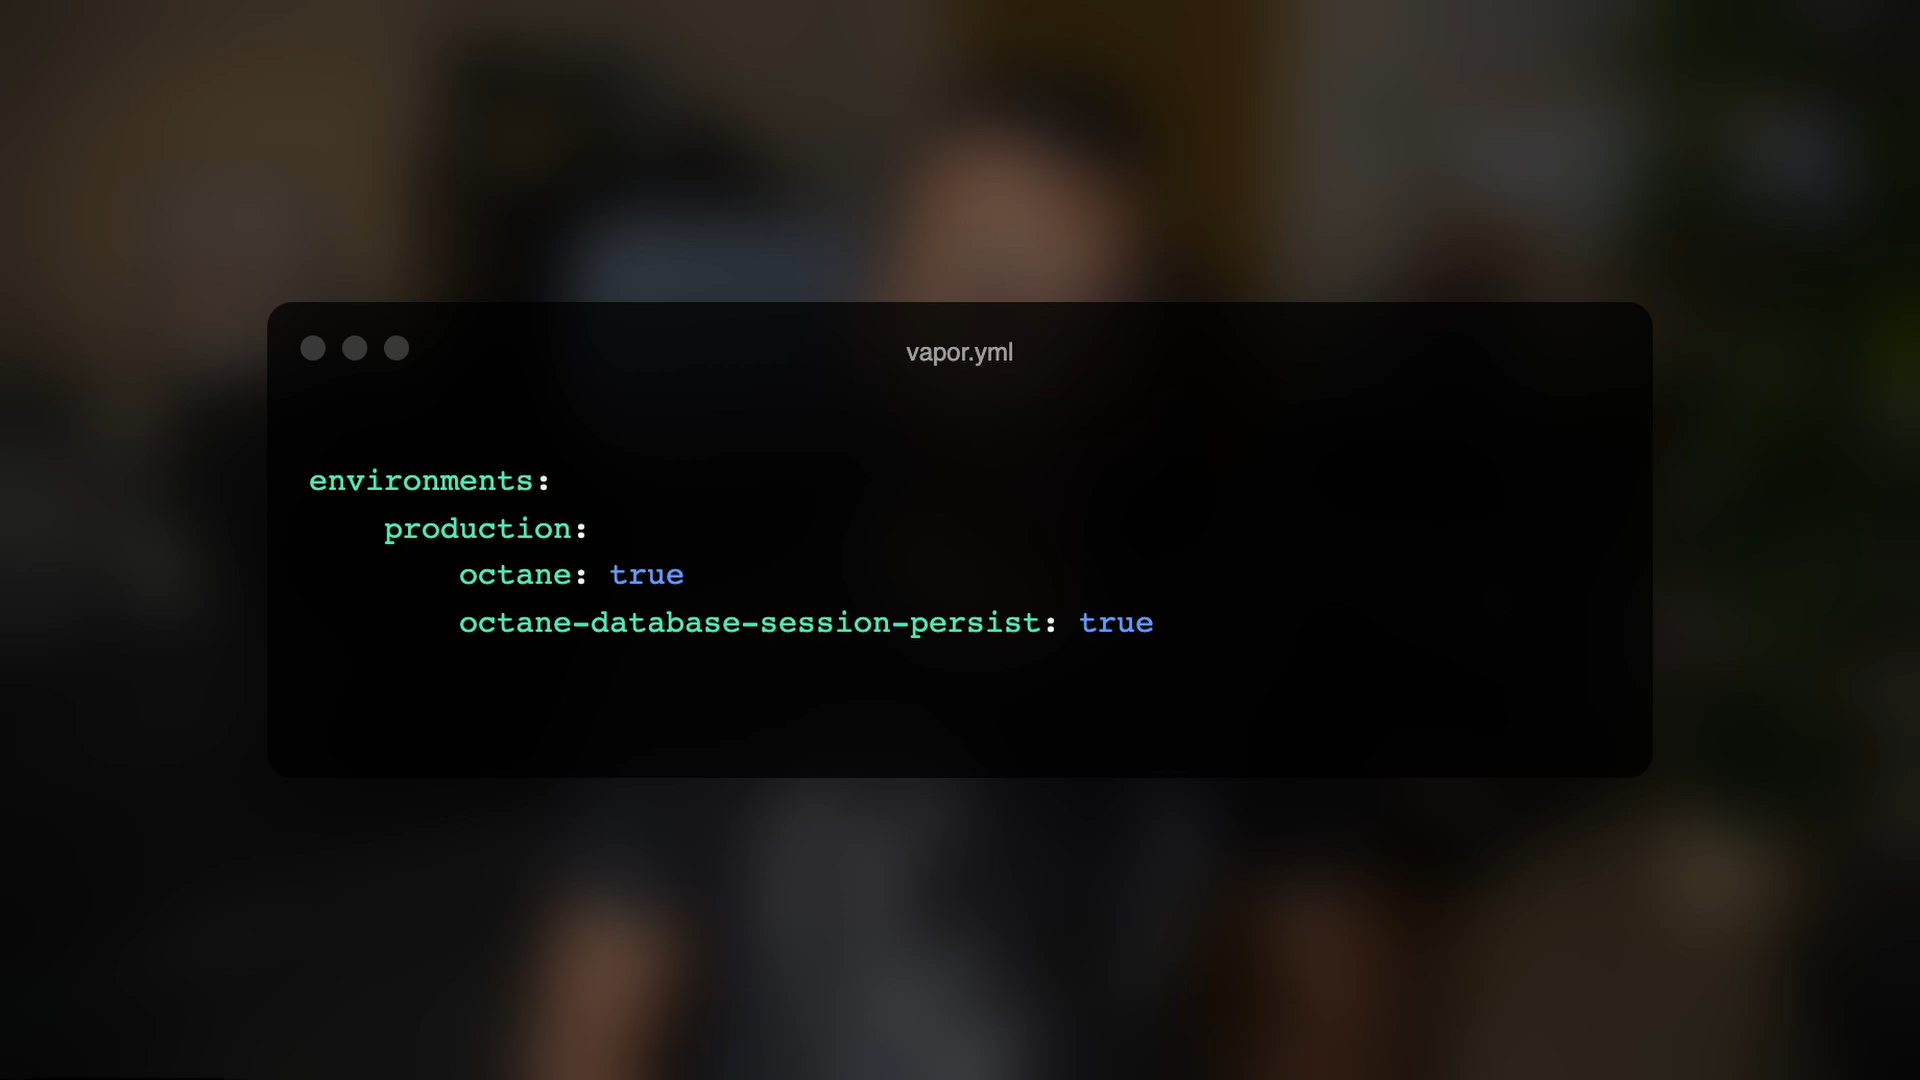 vapor.yml
environments:
    production:
        octane: true
        octane-database-session-persist: true